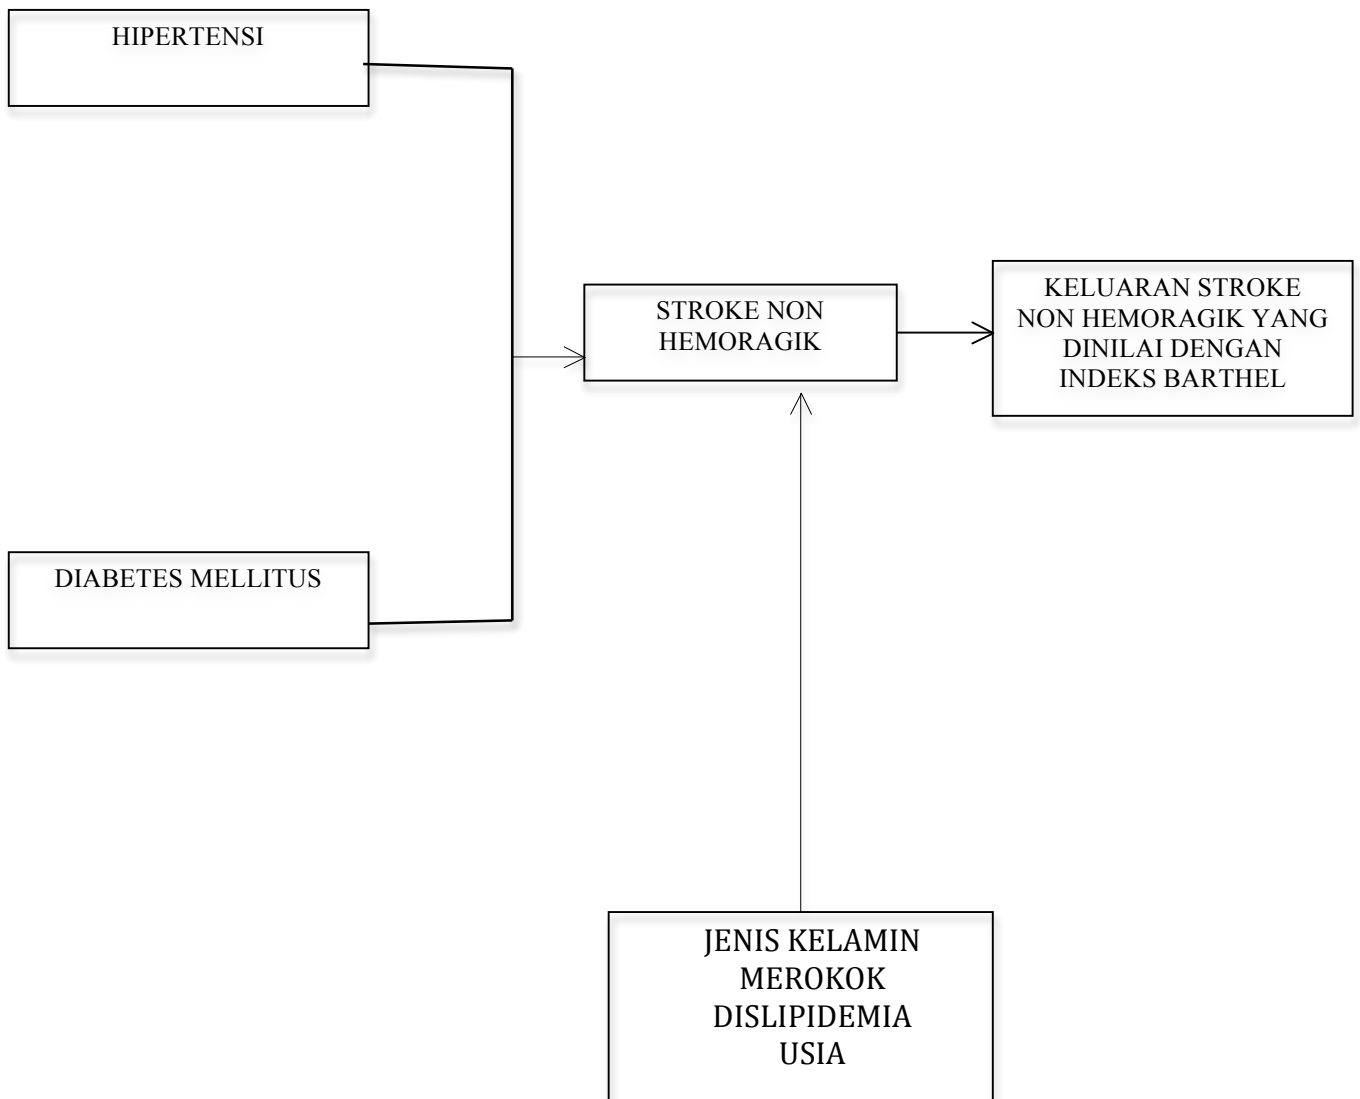 HIPERTENSI
STROKE NON
HEMORAGIK
KELUARAN STROKE
NON HEMORAGIK YANG
DINILAI DENGAN
INDEKS BARTHEL
DIABETES MELLITUS
JENIS KELAMIN
MEROKOK
DISLIPIDEMIA
USIA